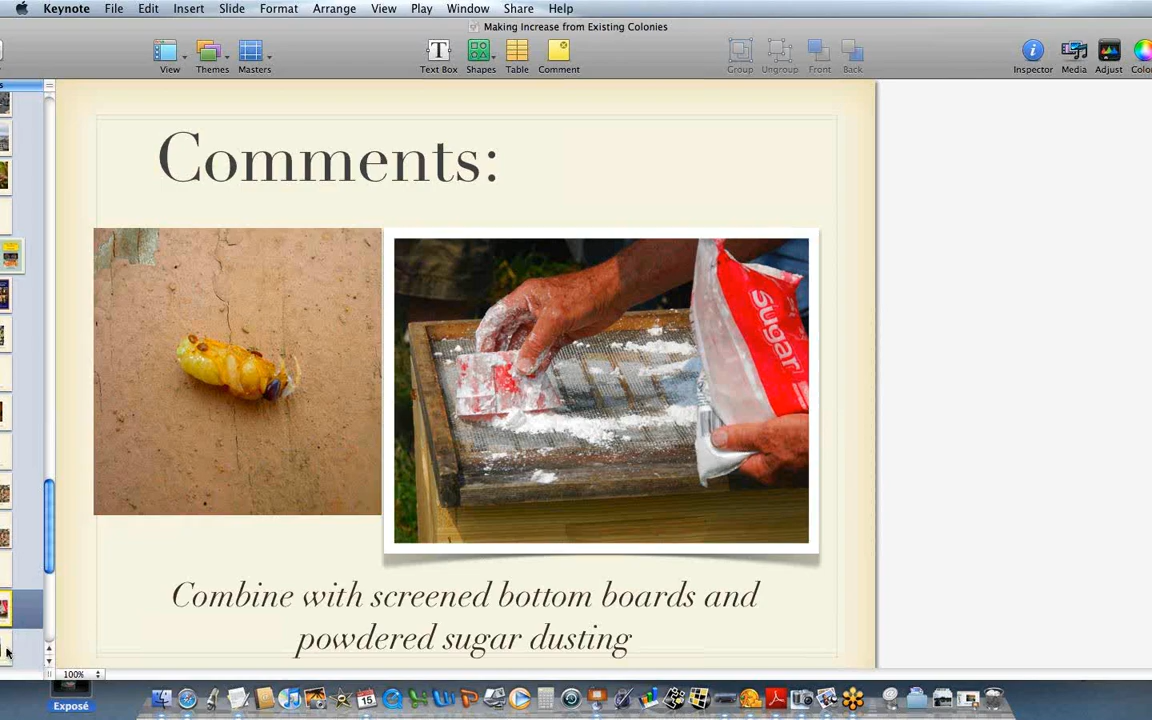 Keynote File Edit Insert Slide Format Arrange View Play Window Share Help
Making Increase from Existing Colonies
View Themes Masters Text Box Shapes Table Comment Group Ungroup Front Back Inspector Media Adjust Colo
Comments:
Sugar
Combine with screened bottom boards and
powdered sugar dusting
100%
Exposé
15